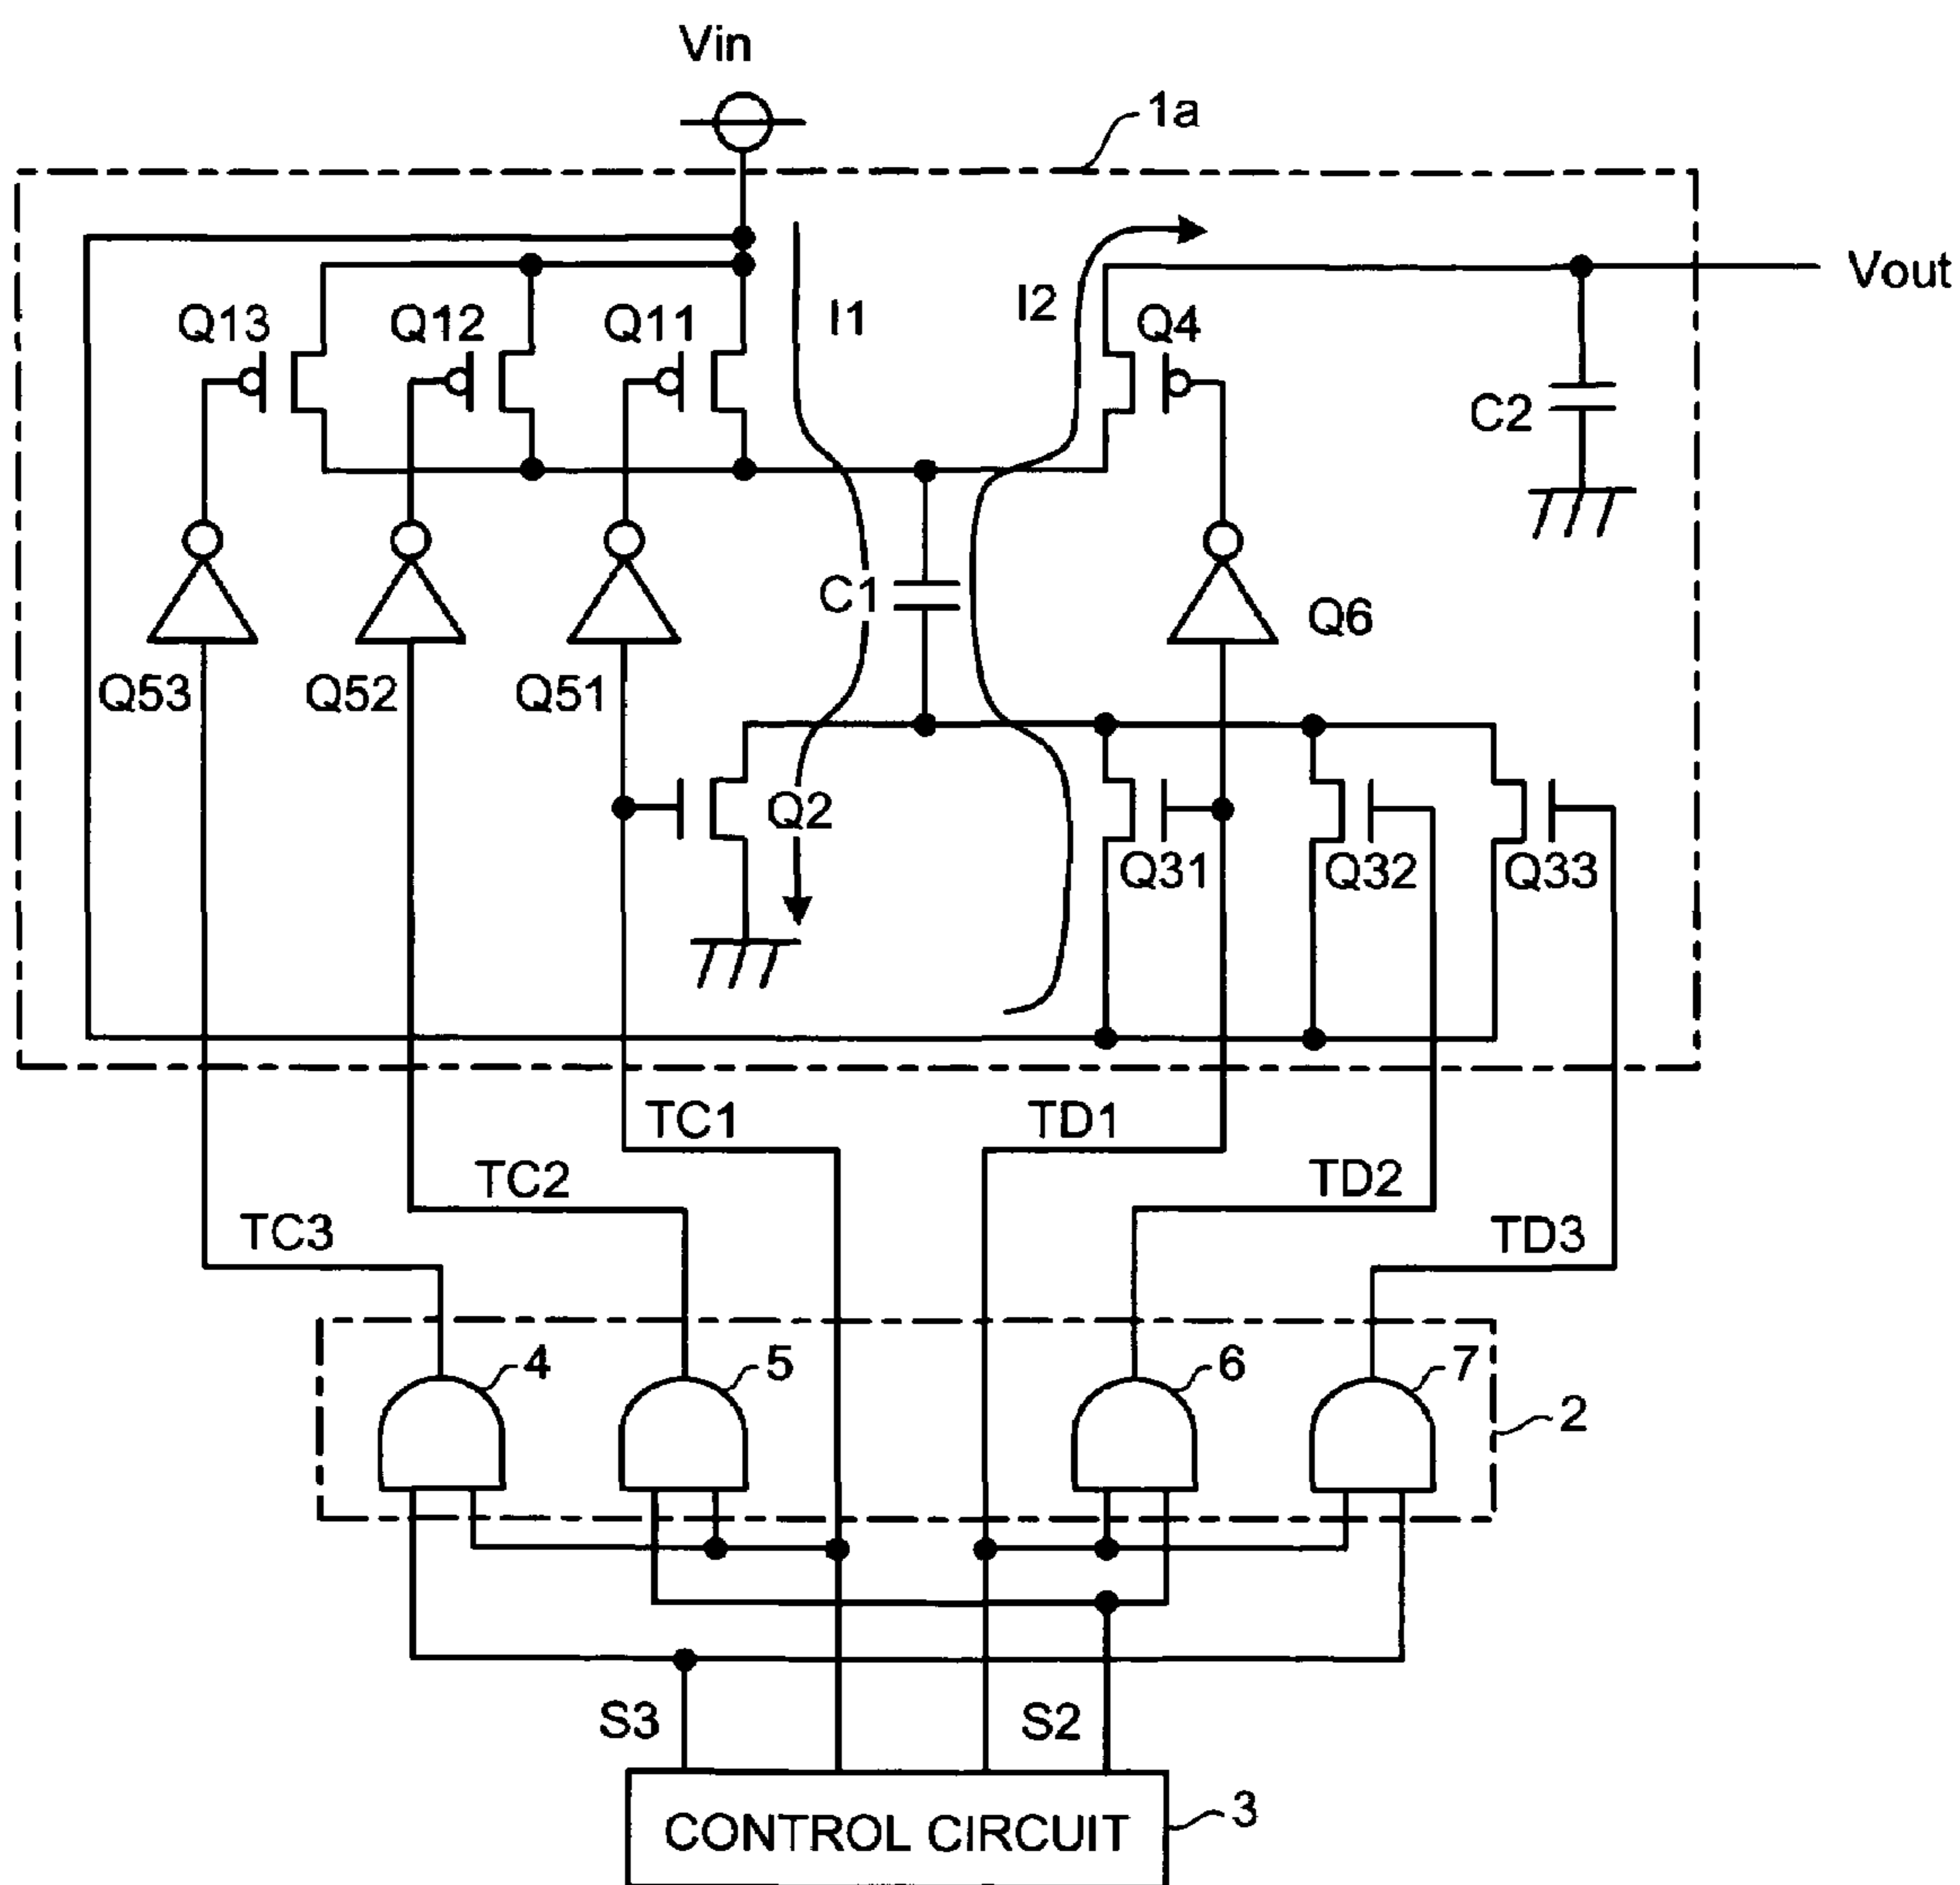 Vin
1a
Vout
Q13
Q12
Q11
I1
I2
Q4
C2
C1
Q6
Q53
Q52
Q51
Q2
Q31
Q32
Q33
TC1
TD1
TC2
TD2
TC3
TD3
4
5
6
7
2
S3
S2
CONTROL CIRCUIT
3